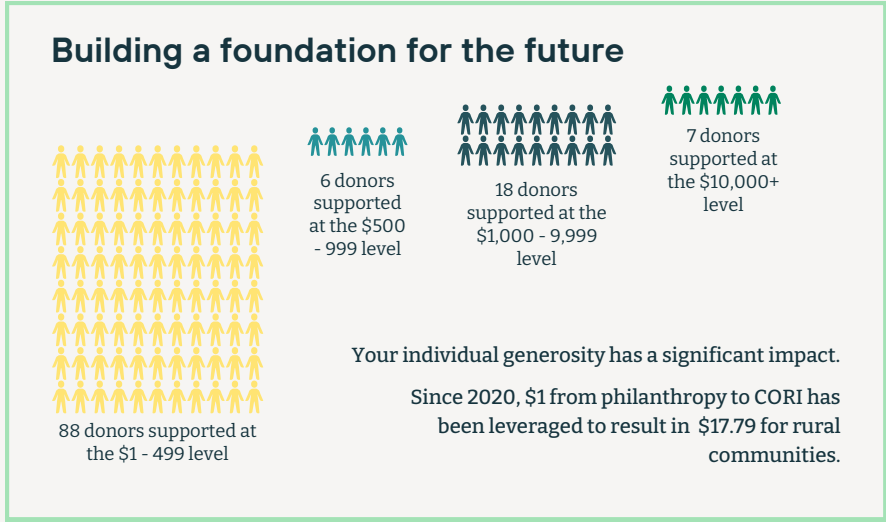 Building a foundation for the future
88 donors supported at
the $1 - 499 level
6 donors
supported
at the $500
- 999 level
18 donors
supported at the
$1,000 - 9,999
level
7 donors
supported at
the $10,000+
level
Your individual generosity has a significant impact.
Since 2020, $1 from philanthropy to CORI has
been leveraged to result in $17.79 for rural
communities.